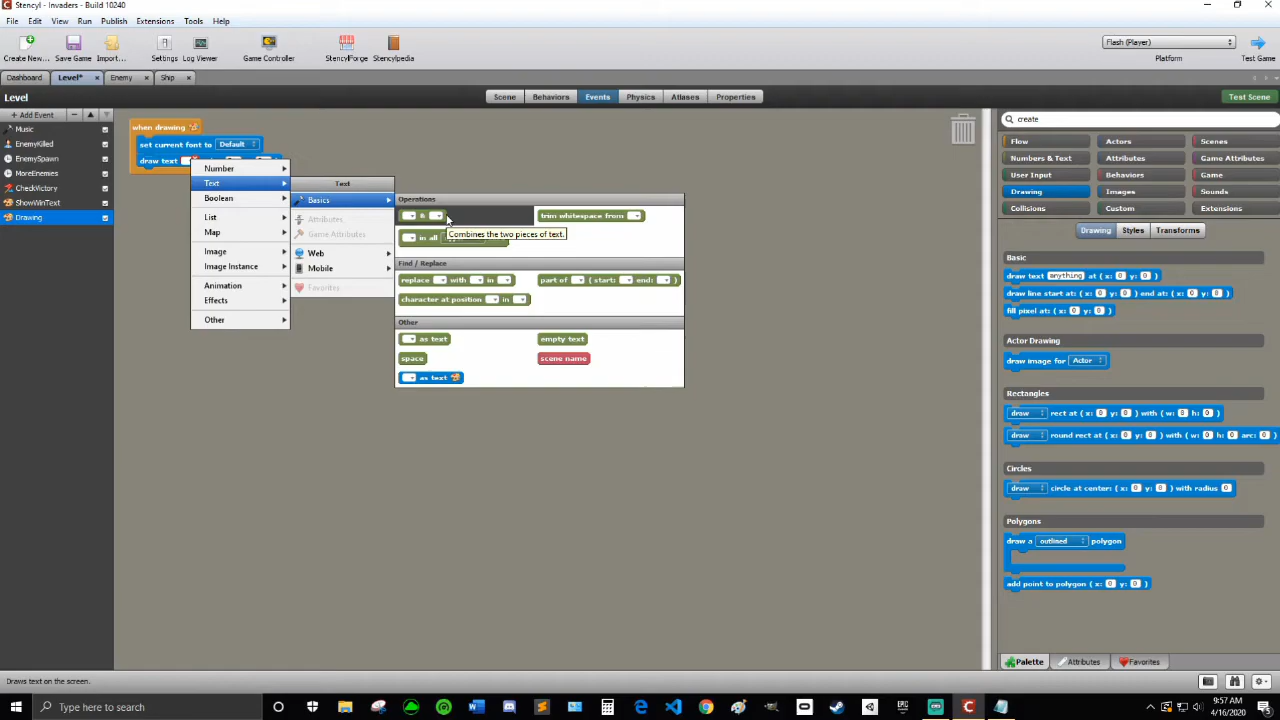 Stencyl - Invaders - Build 10240
File Edit View Run Publish Extensions Tools Help
Create New... Save Game Import... Settings Log Viewer Game Controller StencylForge Stencylpedia
Flash (Player)
Platform Test Game
Dashboard Level* × Enemy × Ship ×
Level
Scene Behaviors Events Physics Atlases Properties
Test Scene
+ Add Event
Music
EnemyKilled
EnemySpawn
MoreEnemies
CheckVictory
ShowWinText
Drawing
when drawing
set current font to Default
draw text
Number
Text
Boolean
List
Map
Image
Image Instance
Animation
Effects
Other
Text
Basics
Attributes
Game Attributes
Web
Mobile
Favorites
Operations
& trim whitespace from
in all
Combines the two pieces of text.
Find / Replace
replace with in part of ( start: end: )
character at position in
Other
as text empty text
space scene name
as text
create
Flow Actors Scenes
Numbers & Text Attributes Game Attributes
User Input Behaviors Game
Drawing Images Sounds
Collisions Custom Extensions
Drawing Styles Transforms
Basic
draw text anything at ( x: 0 y: 0 )
draw line start at: ( x: 0 y: 0 ) end at: ( x: 0 y: 0 )
fill pixel at: ( x: 0 y: 0 )
Actor Drawing
draw image for Actor
Rectangles
draw rect at ( x: 0 y: 0 ) with ( w: 0 h: 0 )
draw round rect at ( x: 0 y: 0 ) with ( w: 0 h: 0 arc: 0 )
Circles
draw circle at center: ( x: 0 y: 0 ) with radius 0
Polygons
draw a outlined polygon
add point to polygon ( x: 0 y: 0 )
Palette Attributes Favorites
Draws text on the screen.
Type here to search
9:57 AM
4/16/2020